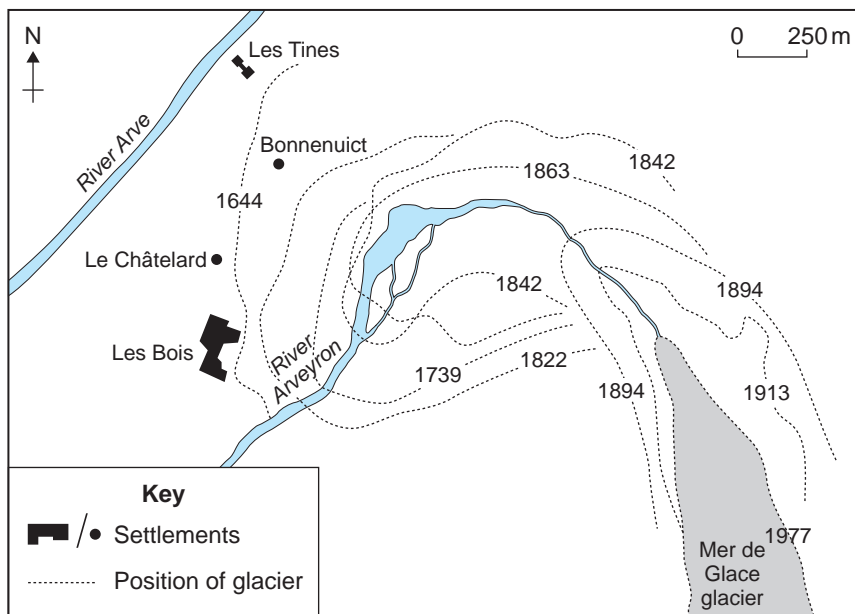 N
Les Tines
0 250 m
River Arve
Bonnenuict
1842
1863
1644
Le Châtelard
1842
1894
Les Bois
River
Arveyron
1739
1822
1894
1913
Key
Settlements
Position of glacier
1977
Mer de
Glace
glacier